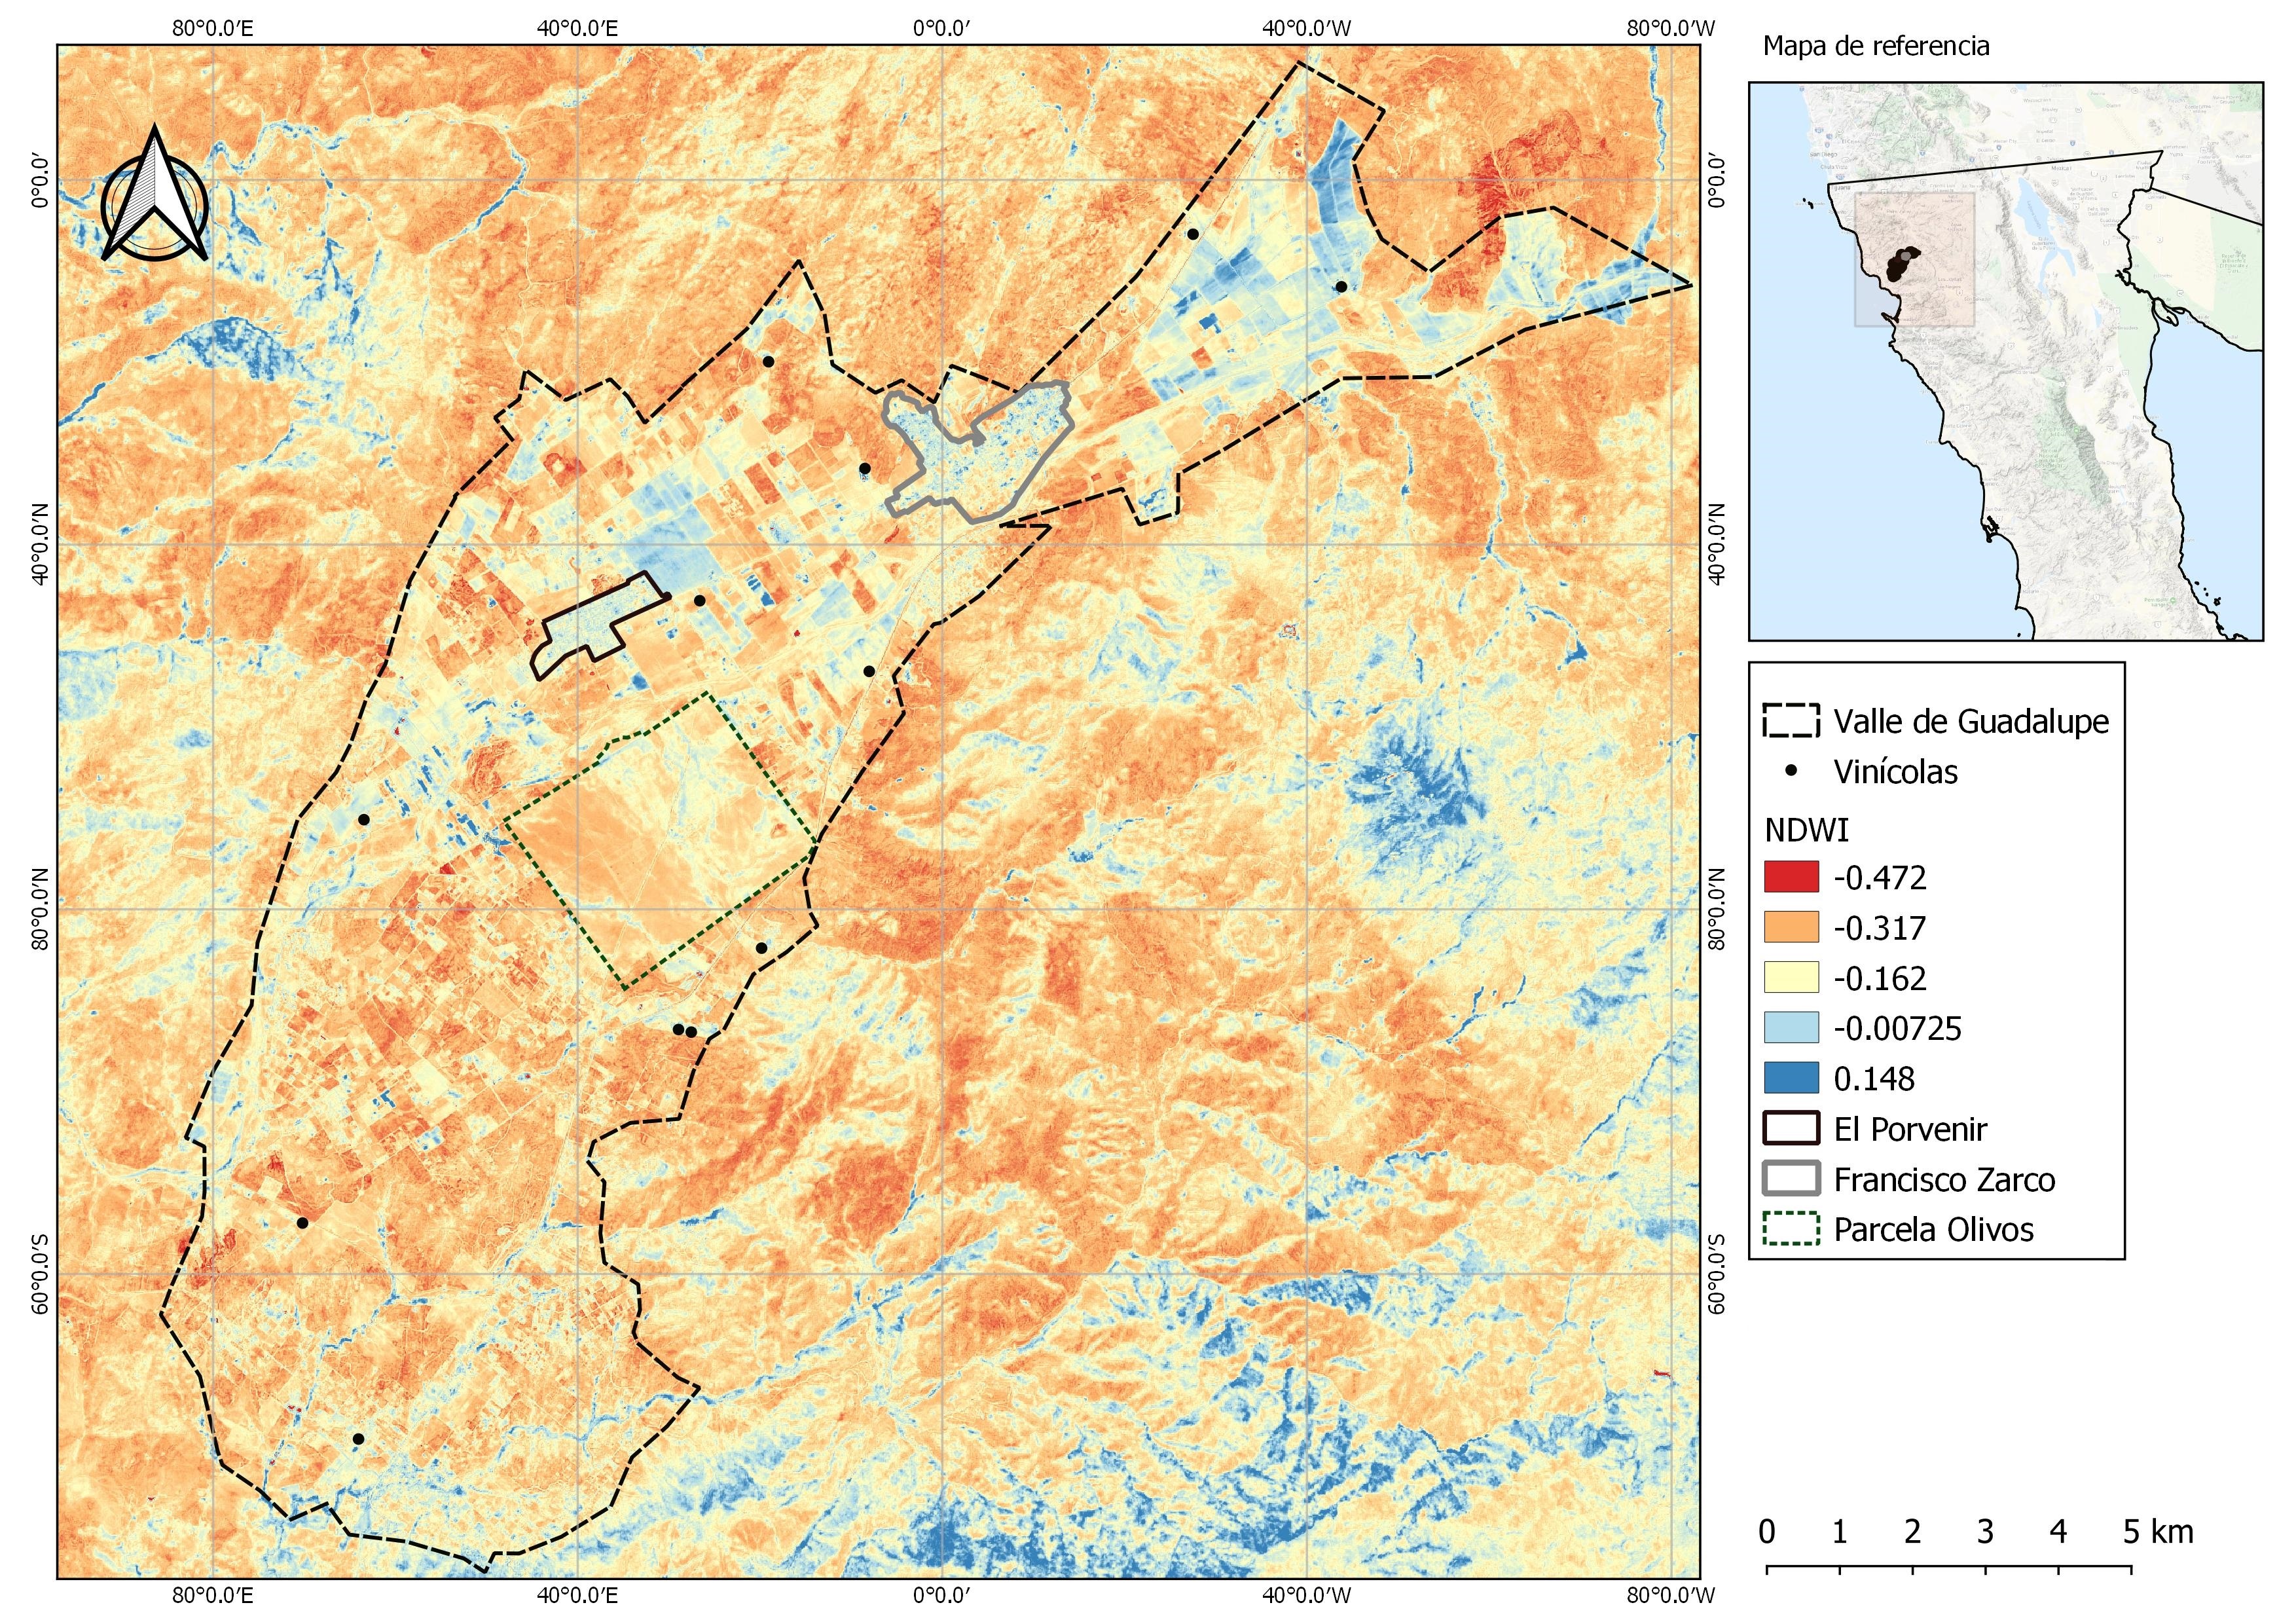 80°0.0'E 40°0.0'E 0°0.0' 40°0.0'W 80°0.0'W
0°0.0'
40°0.0'N
80°0.0'N
60°0.0'S
0°0.0'
40°0.0'N
80°0.0'N
60°0.0'S
80°0.0'E 40°0.0'E 0°0.0' 40°0.0'W 80°0.0'W
Mapa de referencia
Valle de Guadalupe
Vinícolas
NDWI
-0.472
-0.317
-0.162
-0.00725
0.148
El Porvenir
Francisco Zarco
Parcela Olivos
0 1 2 3 4 5 km